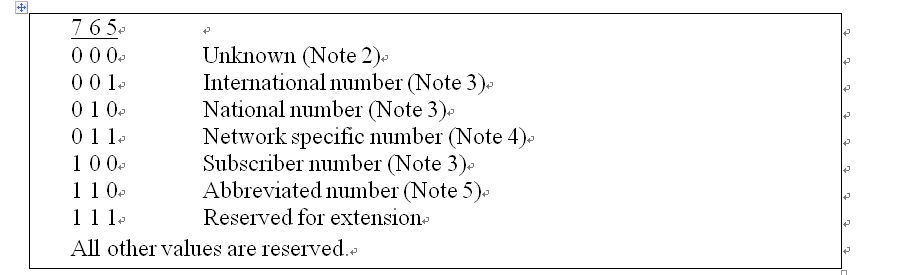 7 6 5
0 0 0 Unknown (Note 2)
0 0 1 International number (Note 3)
0 1 0 National number (Note 3)
0 1 1 Network specific number (Note 4)
1 0 0 Subscriber number (Note 3)
1 1 0 Abbreviated number (Note 5)
1 1 1 Reserved for extension
All other values are reserved.